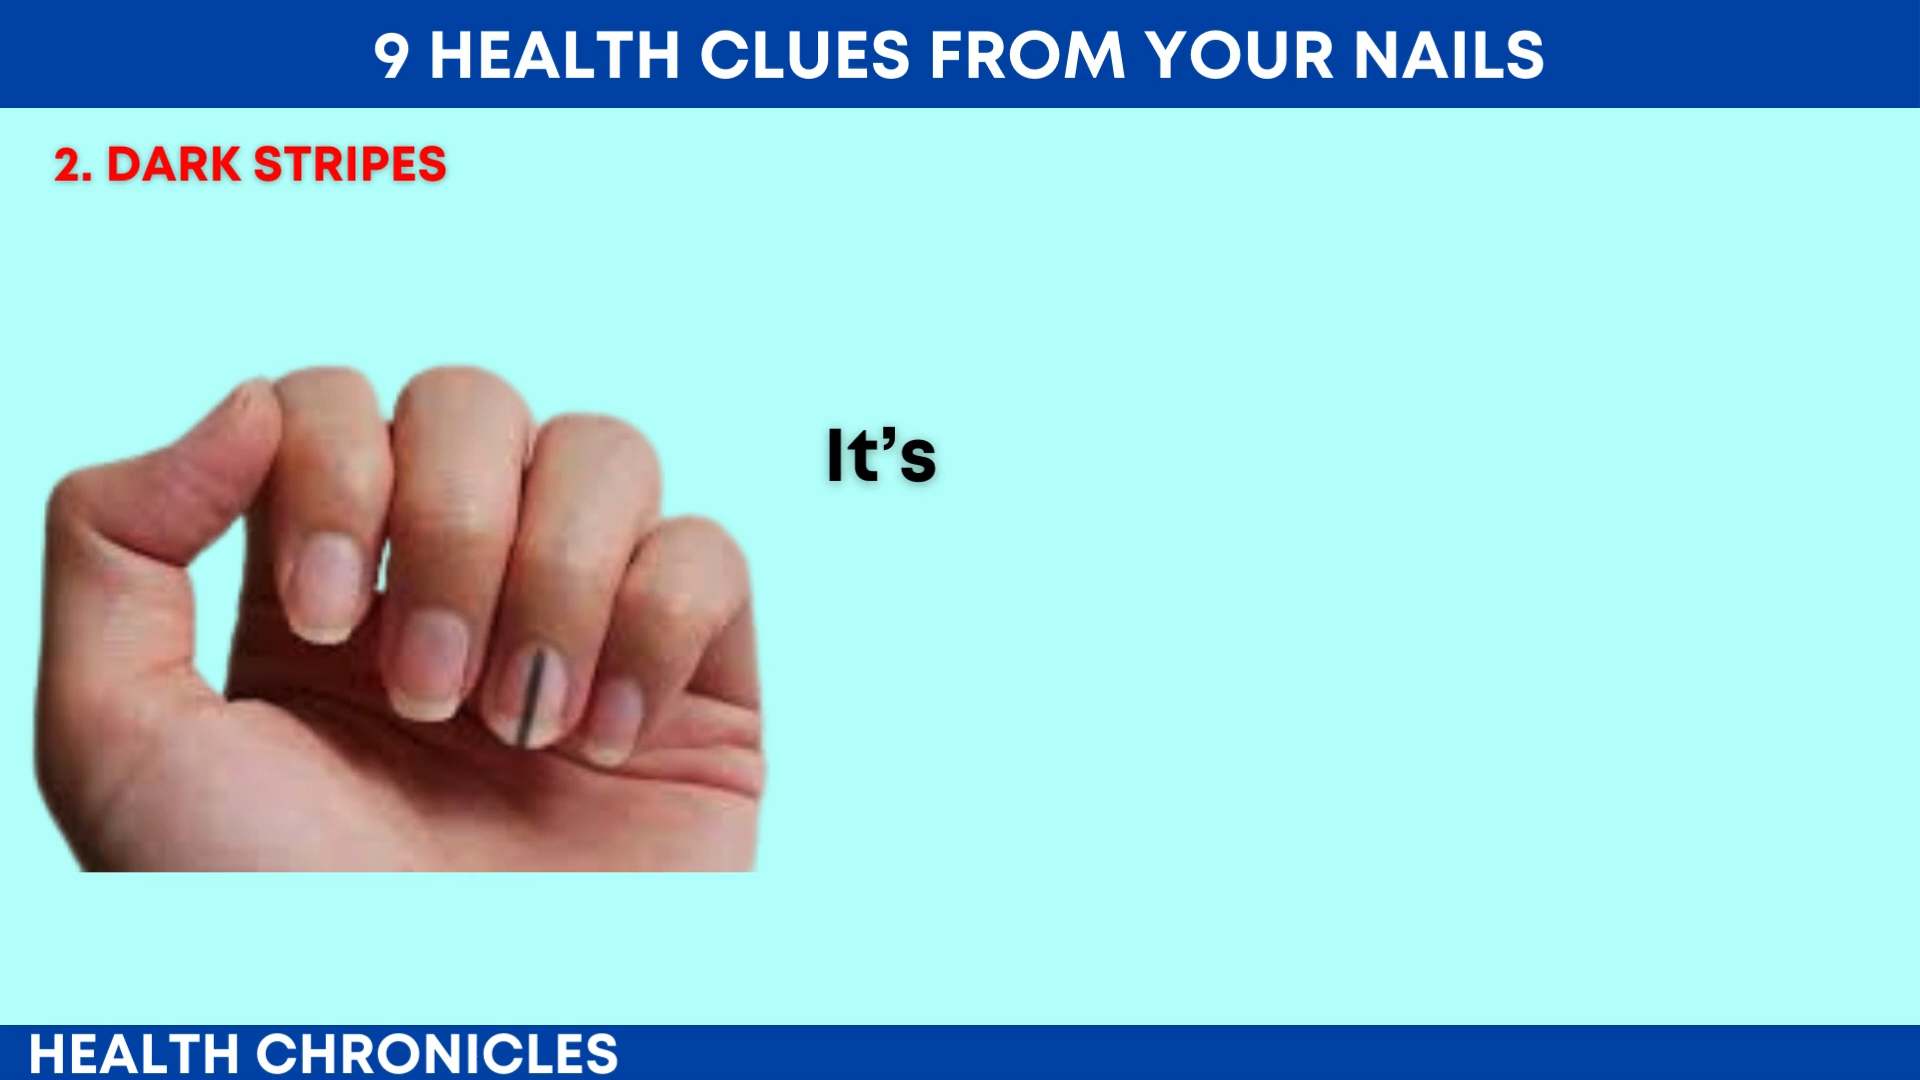 9 HEALTH CLUES FROM YOUR NAILS
2. DARK STRIPES
It’s
HEALTH CHRONICLES